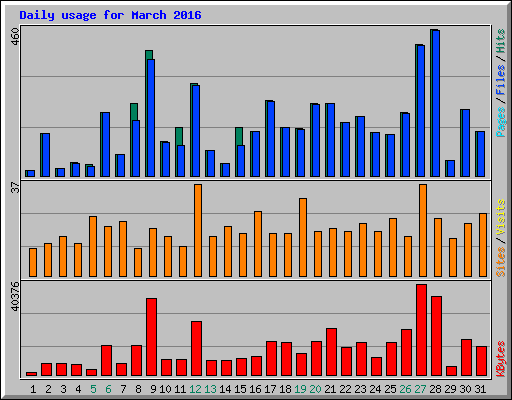 Daily usage for March 2016
460
Pages / Files / Hits
37
Sites / Visits
40376
KBytes
1 2 3 4 5 6 7 8 9 10 11 12 13 14 15 16 17 18 19 20 21 22 23 24 25 26 27 28 29 30 31